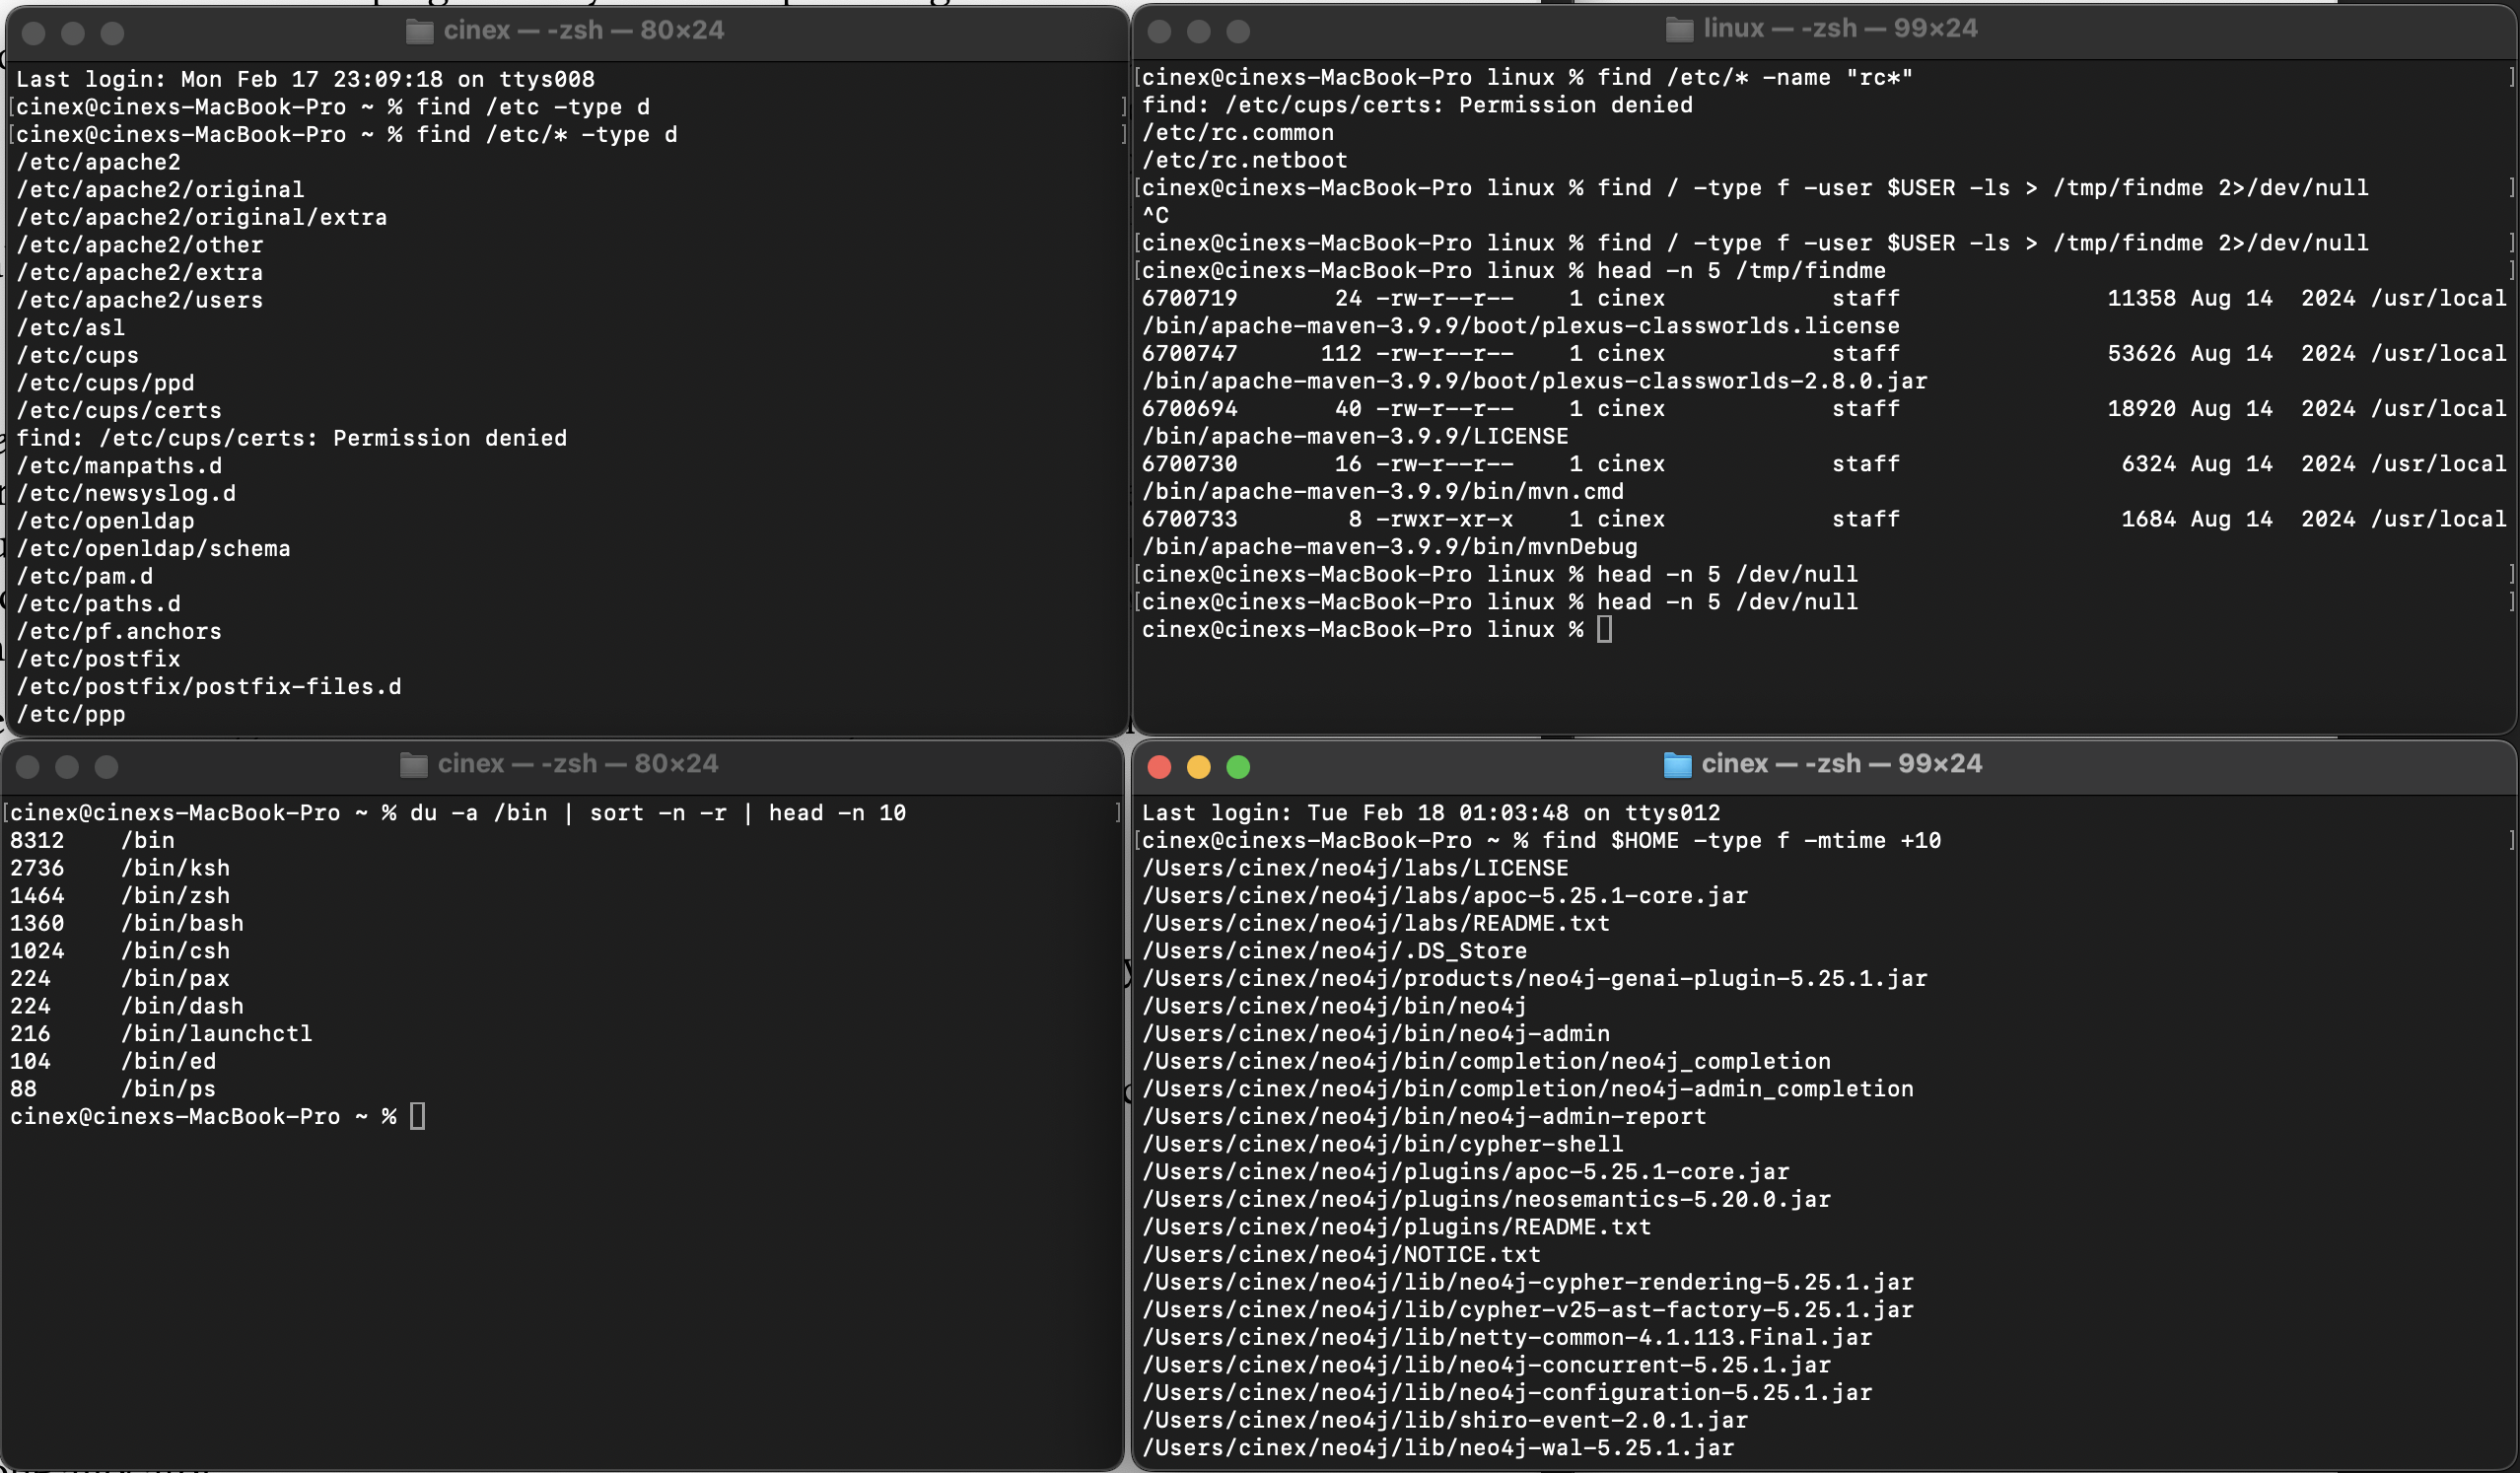 cinex — -zsh — 80×24
Last login: Mon Feb 17 23:09:18 on ttys008
[cinex@cinexs-MacBook-Pro ~ % find /etc -type d ]
[cinex@cinexs-MacBook-Pro ~ % find /etc/* -type d ]
/etc/apache2
/etc/apache2/original
/etc/apache2/original/extra
/etc/apache2/other
/etc/apache2/extra
/etc/apache2/users
/etc/asl
/etc/cups
/etc/cups/ppd
/etc/cups/certs
find: /etc/cups/certs: Permission denied
/etc/manpaths.d
/etc/newsyslog.d
/etc/openldap
/etc/openldap/schema
/etc/pam.d
/etc/paths.d
/etc/pf.anchors
/etc/postfix
/etc/postfix/postfix-files.d
/etc/ppp
linux — -zsh — 99×24
[cinex@cinexs-MacBook-Pro linux % find /etc/* -name "rc*" ]
find: /etc/cups/certs: Permission denied
/etc/rc.common
/etc/rc.netboot
[cinex@cinexs-MacBook-Pro linux % find / -type f -user $USER -ls > /tmp/findme 2>/dev/null ]
^C
[cinex@cinexs-MacBook-Pro linux % find / -type f -user $USER -ls > /tmp/findme 2>/dev/null ]
[cinex@cinexs-MacBook-Pro linux % head -n 5 /tmp/findme ]
6700719       24 -rw-r--r--    1 cinex            staff               11358 Aug 14  2024 /usr/local
/bin/apache-maven-3.9.9/boot/plexus-classworlds.license
6700747      112 -rw-r--r--    1 cinex            staff               53626 Aug 14  2024 /usr/local
/bin/apache-maven-3.9.9/boot/plexus-classworlds-2.8.0.jar
6700694       40 -rw-r--r--    1 cinex            staff               18920 Aug 14  2024 /usr/local
/bin/apache-maven-3.9.9/LICENSE
6700730       16 -rw-r--r--    1 cinex            staff                6324 Aug 14  2024 /usr/local
/bin/apache-maven-3.9.9/bin/mvn.cmd
6700733        8 -rwxr-xr-x    1 cinex            staff                1684 Aug 14  2024 /usr/local
/bin/apache-maven-3.9.9/bin/mvnDebug
[cinex@cinexs-MacBook-Pro linux % head -n 5 /dev/null ]
[cinex@cinexs-MacBook-Pro linux % head -n 5 /dev/null ]
cinex@cinexs-MacBook-Pro linux %
cinex — -zsh — 80×24
[cinex@cinexs-MacBook-Pro ~ % du -a /bin | sort -n -r | head -n 10 ]
8312    /bin
2736    /bin/ksh
1464    /bin/zsh
1360    /bin/bash
1024    /bin/csh
224     /bin/pax
224     /bin/dash
216     /bin/launchctl
104     /bin/ed
88      /bin/ps
cinex@cinexs-MacBook-Pro ~ %
cinex — -zsh — 99×24
Last login: Tue Feb 18 01:03:48 on ttys012
[cinex@cinexs-MacBook-Pro ~ % find $HOME -type f -mtime +10 ]
/Users/cinex/neo4j/labs/LICENSE
/Users/cinex/neo4j/labs/apoc-5.25.1-core.jar
/Users/cinex/neo4j/labs/README.txt
/Users/cinex/neo4j/.DS_Store
/Users/cinex/neo4j/products/neo4j-genai-plugin-5.25.1.jar
/Users/cinex/neo4j/bin/neo4j
/Users/cinex/neo4j/bin/neo4j-admin
/Users/cinex/neo4j/bin/completion/neo4j_completion
/Users/cinex/neo4j/bin/completion/neo4j-admin_completion
/Users/cinex/neo4j/bin/neo4j-admin-report
/Users/cinex/neo4j/bin/cypher-shell
/Users/cinex/neo4j/plugins/apoc-5.25.1-core.jar
/Users/cinex/neo4j/plugins/neosemantics-5.20.0.jar
/Users/cinex/neo4j/plugins/README.txt
/Users/cinex/neo4j/NOTICE.txt
/Users/cinex/neo4j/lib/neo4j-cypher-rendering-5.25.1.jar
/Users/cinex/neo4j/lib/cypher-v25-ast-factory-5.25.1.jar
/Users/cinex/neo4j/lib/netty-common-4.1.113.Final.jar
/Users/cinex/neo4j/lib/neo4j-concurrent-5.25.1.jar
/Users/cinex/neo4j/lib/neo4j-configuration-5.25.1.jar
/Users/cinex/neo4j/lib/shiro-event-2.0.1.jar
/Users/cinex/neo4j/lib/neo4j-wal-5.25.1.jar